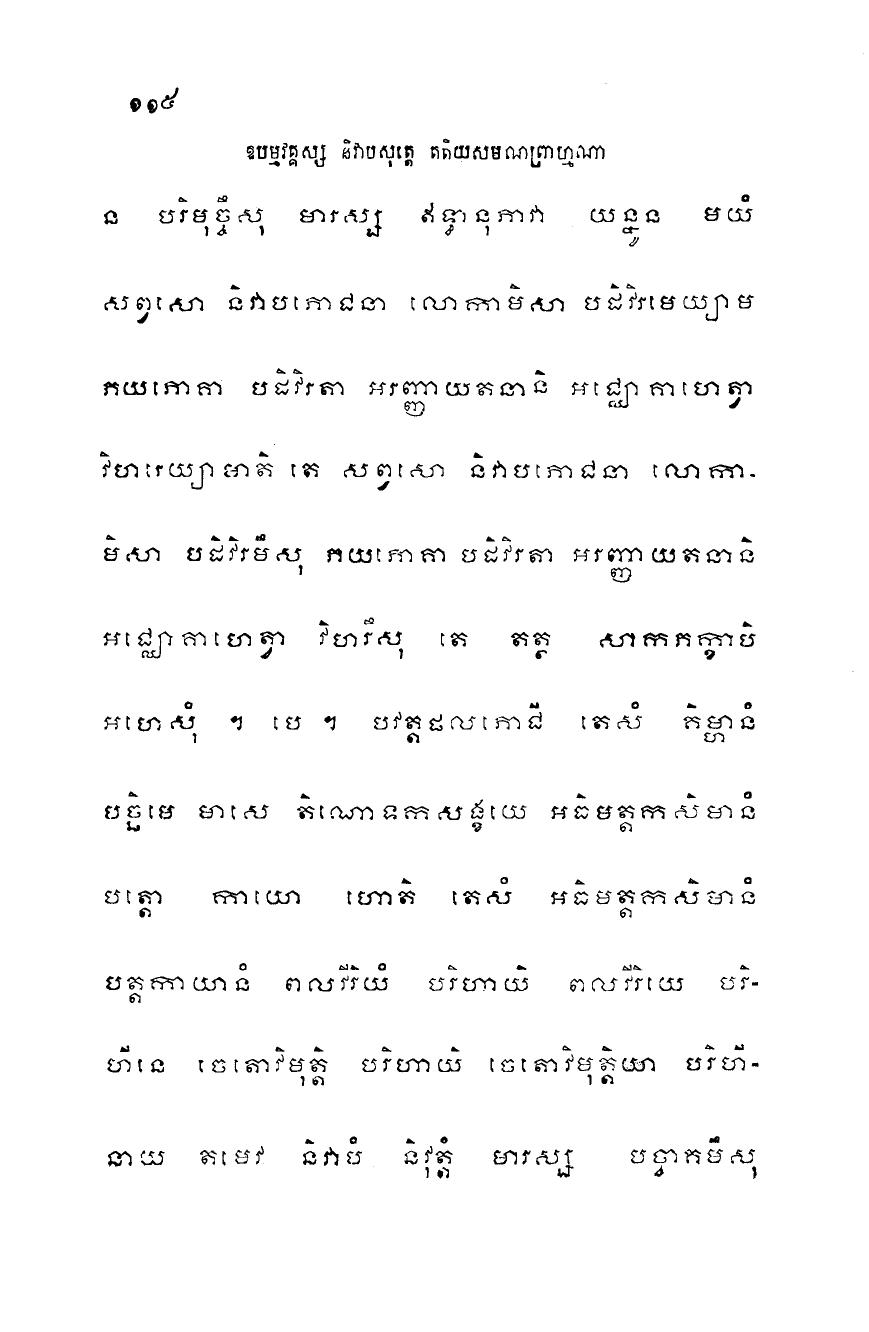 ១១៥
ឱបម្មវគ្គស្ស និវាបសុត្តេ តតិយសមណព្រាហ្មណា
ន បរិមុច្ចឹសុ មារស្ស ឥទ្ធានុភាវា យន្នូន មយំ
សព្វសោ និវាបភោជនា លោកាមិសា បដិវិរមេយ្យាម
ភយភោគា បដិវិរតា អរញ្ញាយតនានិ អជ្ឈោគាហេត្វា
វិហរេយ្យាមាតិ តេ សព្វសោ និវាបភោជនា លោកា-
មិសា បដិវិរមឹសុ ភយភោគា បដិវិរតា អរញ្ញាយតនានិ
អជ្ឈោគាហេត្វា វិហរឹសុ តេ តត្ថ សាកភក្ខាបិ
អហេសុំ ។ បេ ។ បវត្តផលភោជី តេសំ គិម្ហានំ
បច្ឆិមេ មាសេ តិណោទកសង្ខយេ អធិមត្តកសិមានំ
បត្តោ កាយោ ហោតិ តេសំ អធិមត្តកសិមានំ
បត្តកាយានំ ពលវីរិយំ បរិហាយិ ពលវីរិយេ បរិ-
ហីនេ ចេតោវិមុត្តិ បរិហាយិ ចេតោវិមុត្តិយា បរិហី-
នាយ តមេវ និវាបំ និវុត្តំ មារស្ស បច្ចាគមឹសុ